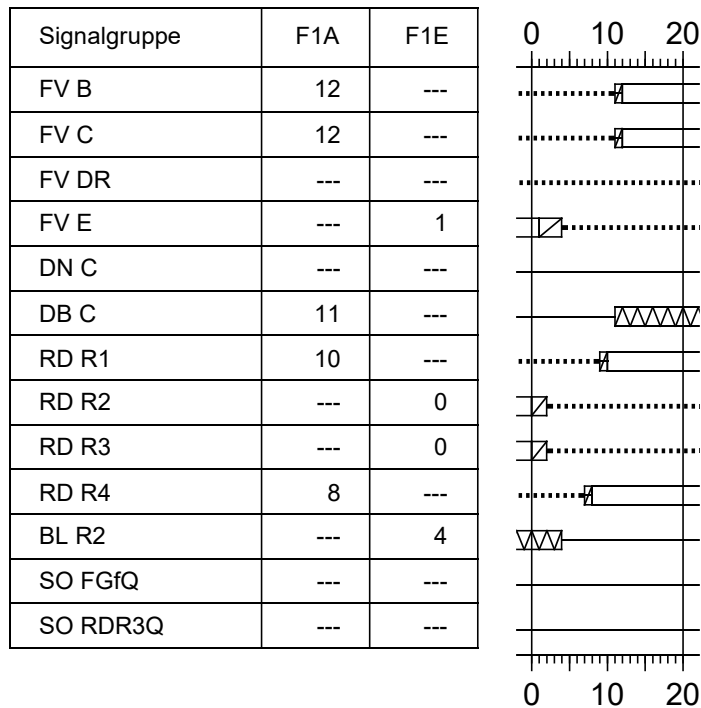 Signalgruppe F1A F1E 0 10 20
FV B 12 ---
FV C 12 ---
FV DR --- ---
FV E --- 1
DN C --- ---
DB C 11 ---
RD R1 10 ---
RD R2 --- 0
RD R3 --- 0
RD R4 8 ---
BL R2 --- 4
SO FGfQ --- ---
SO RDR3Q --- ---
0 10 20